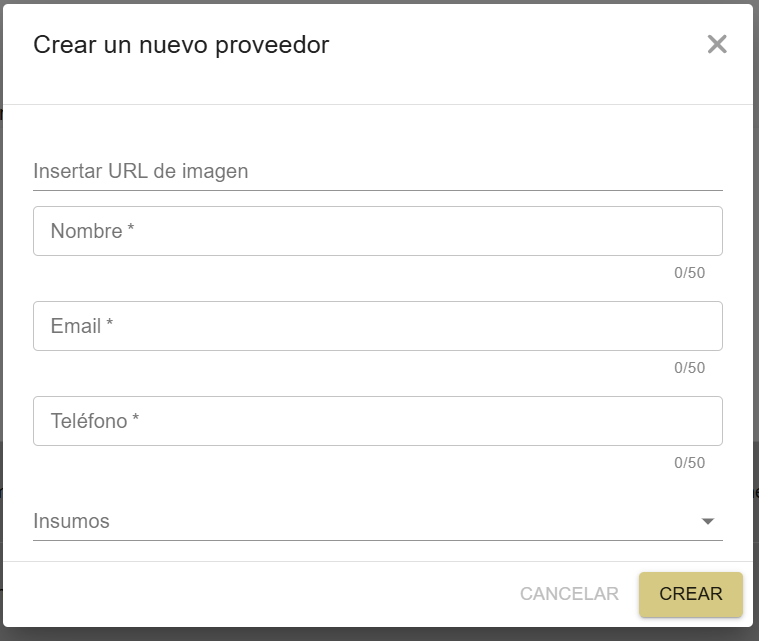 Crear un nuevo proveedor
Insertar URL de imagen
Nombre *
0/50
Email *
0/50
Teléfono *
0/50
Insumos
CANCELAR
CREAR